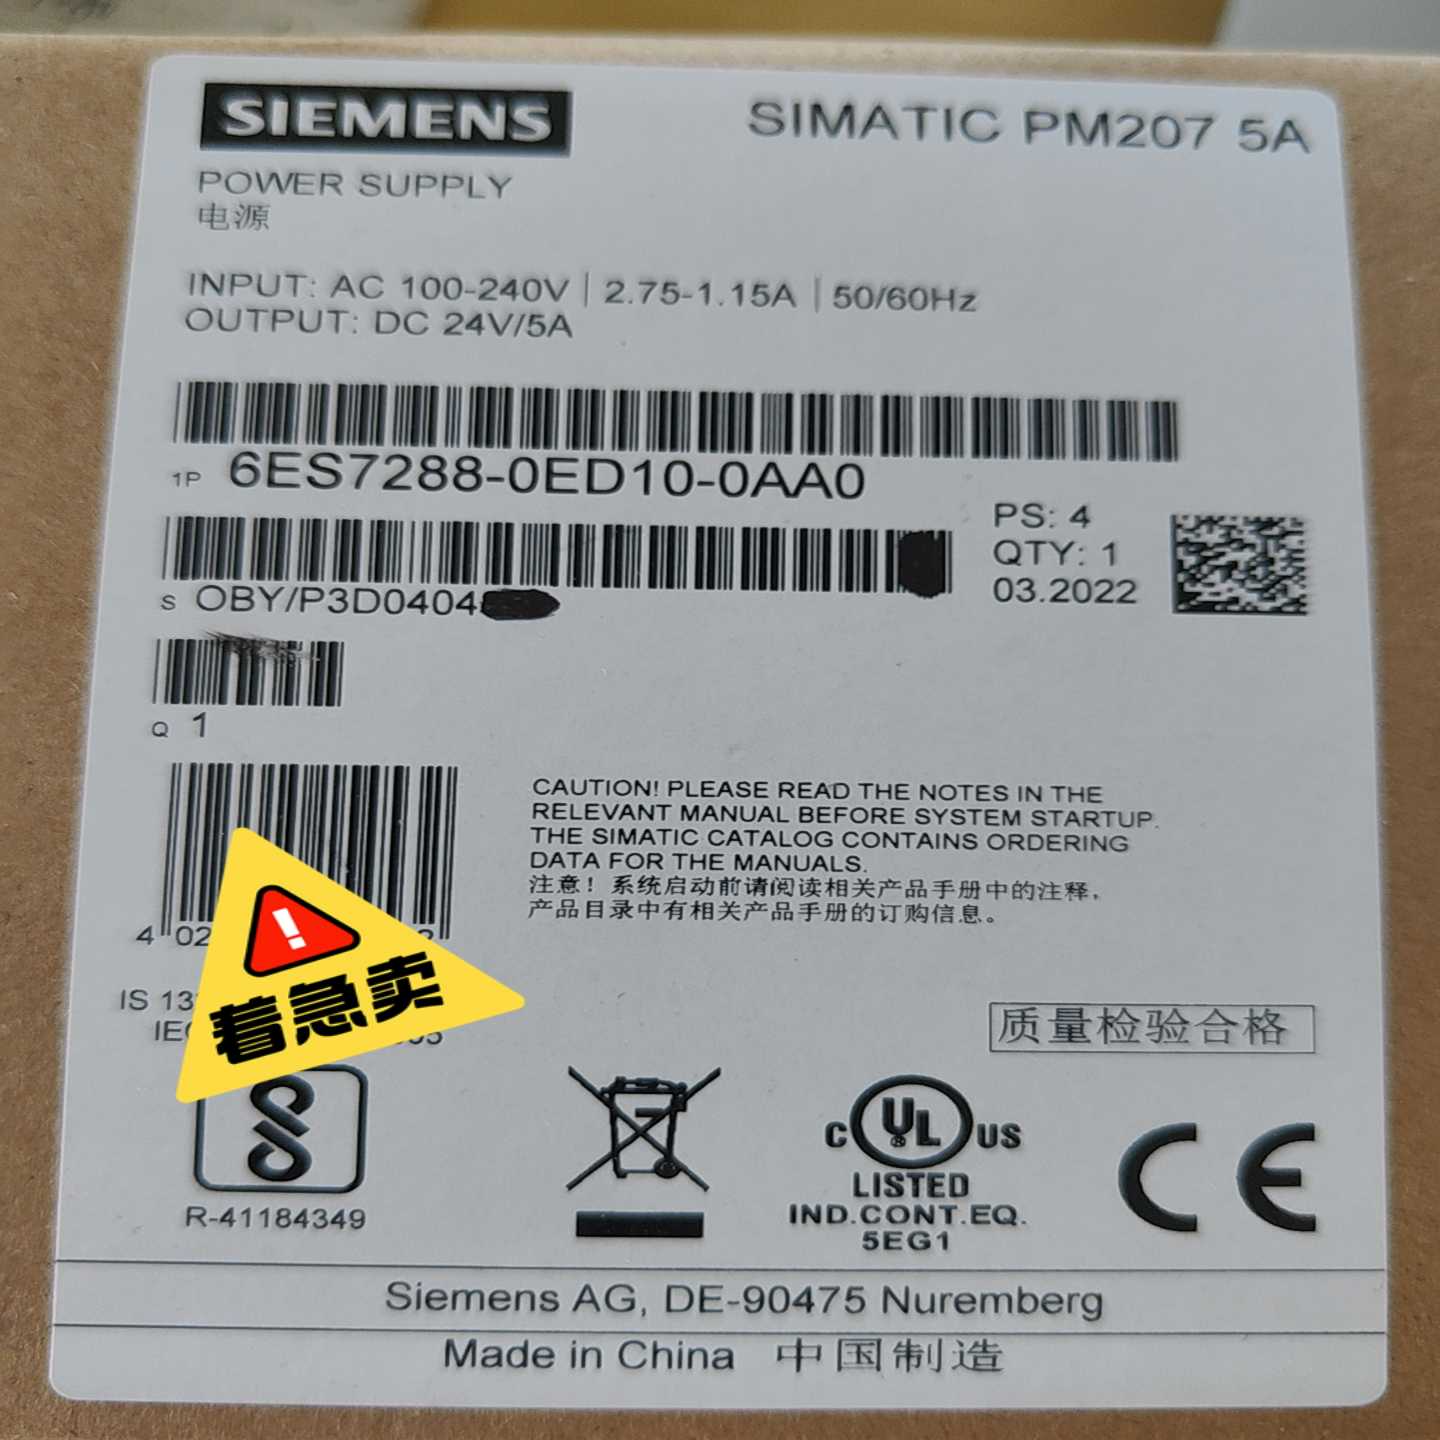 SIEMENS
SIMATIC PM207 5A
POWER SUPPLY
电源
INPUT: AC 100-240V | 2.75-1.15A | 50/60Hz
OUTPUT: DC 24V/5A
1P 6ES7288-0ED10-0AA0
PS: 4
QTY: 1
03.2022
S OBY/P3D0404
Q 1
CAUTION! PLEASE READ THE NOTES IN THE
RELEVANT MANUAL BEFORE SYSTEM STARTUP.
THE SIMATIC CATALOG CONTAINS ORDERING
DATA FOR THE MANUALS.
注意！系统启动前请阅读相关产品手册中的注释，
产品目录中有相关产品手册的订购信息。
4 02
IS 13
着急卖
质量检验合格
R-41184349
C UL US
LISTED
IND.CONT.EQ.
5EG1
CE
Siemens AG, DE-90475 Nuremberg
Made in China 中国制造